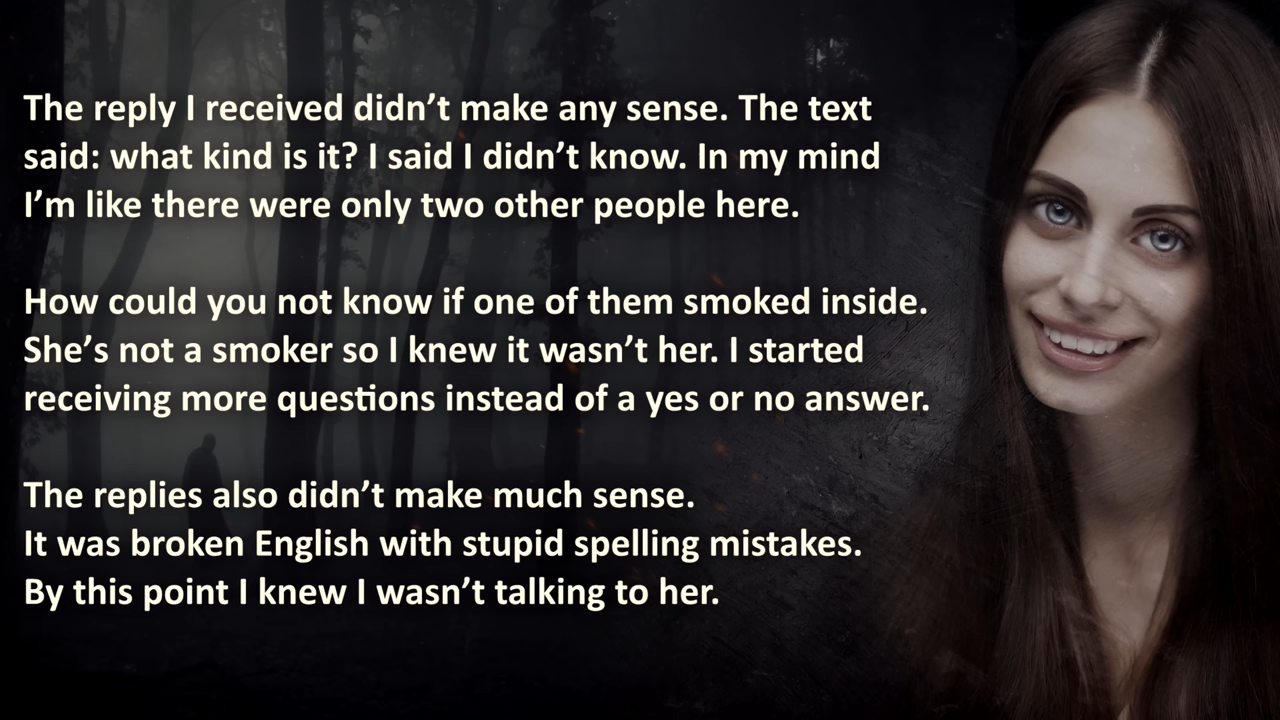 The reply I received didn’t make any sense. The text
said: what kind is it? I said I didn’t know. In my mind
I’m like there were only two other people here.
How could you not know if one of them smoked inside.
She’s not a smoker so I knew it wasn’t her. I started
receiving more questions instead of a yes or no answer.
The replies also didn’t make much sense.
It was broken English with stupid spelling mistakes.
By this point I knew I wasn’t talking to her.